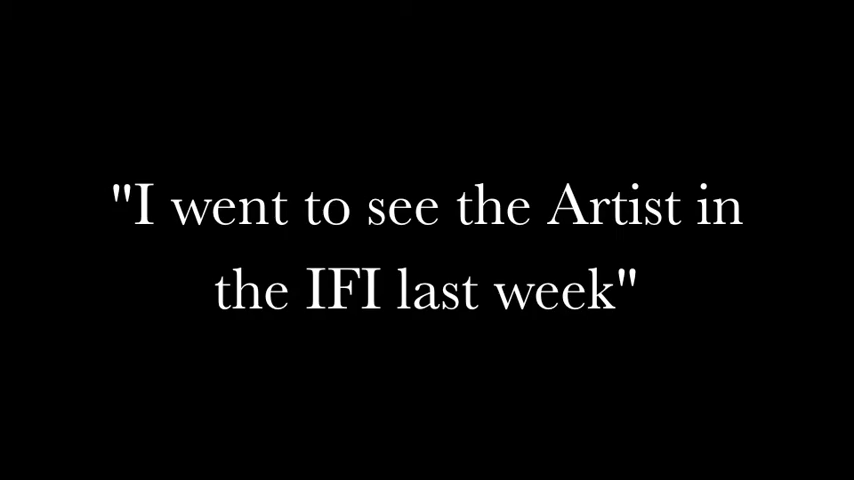 "I went to see the Artist in
the IFI last week"